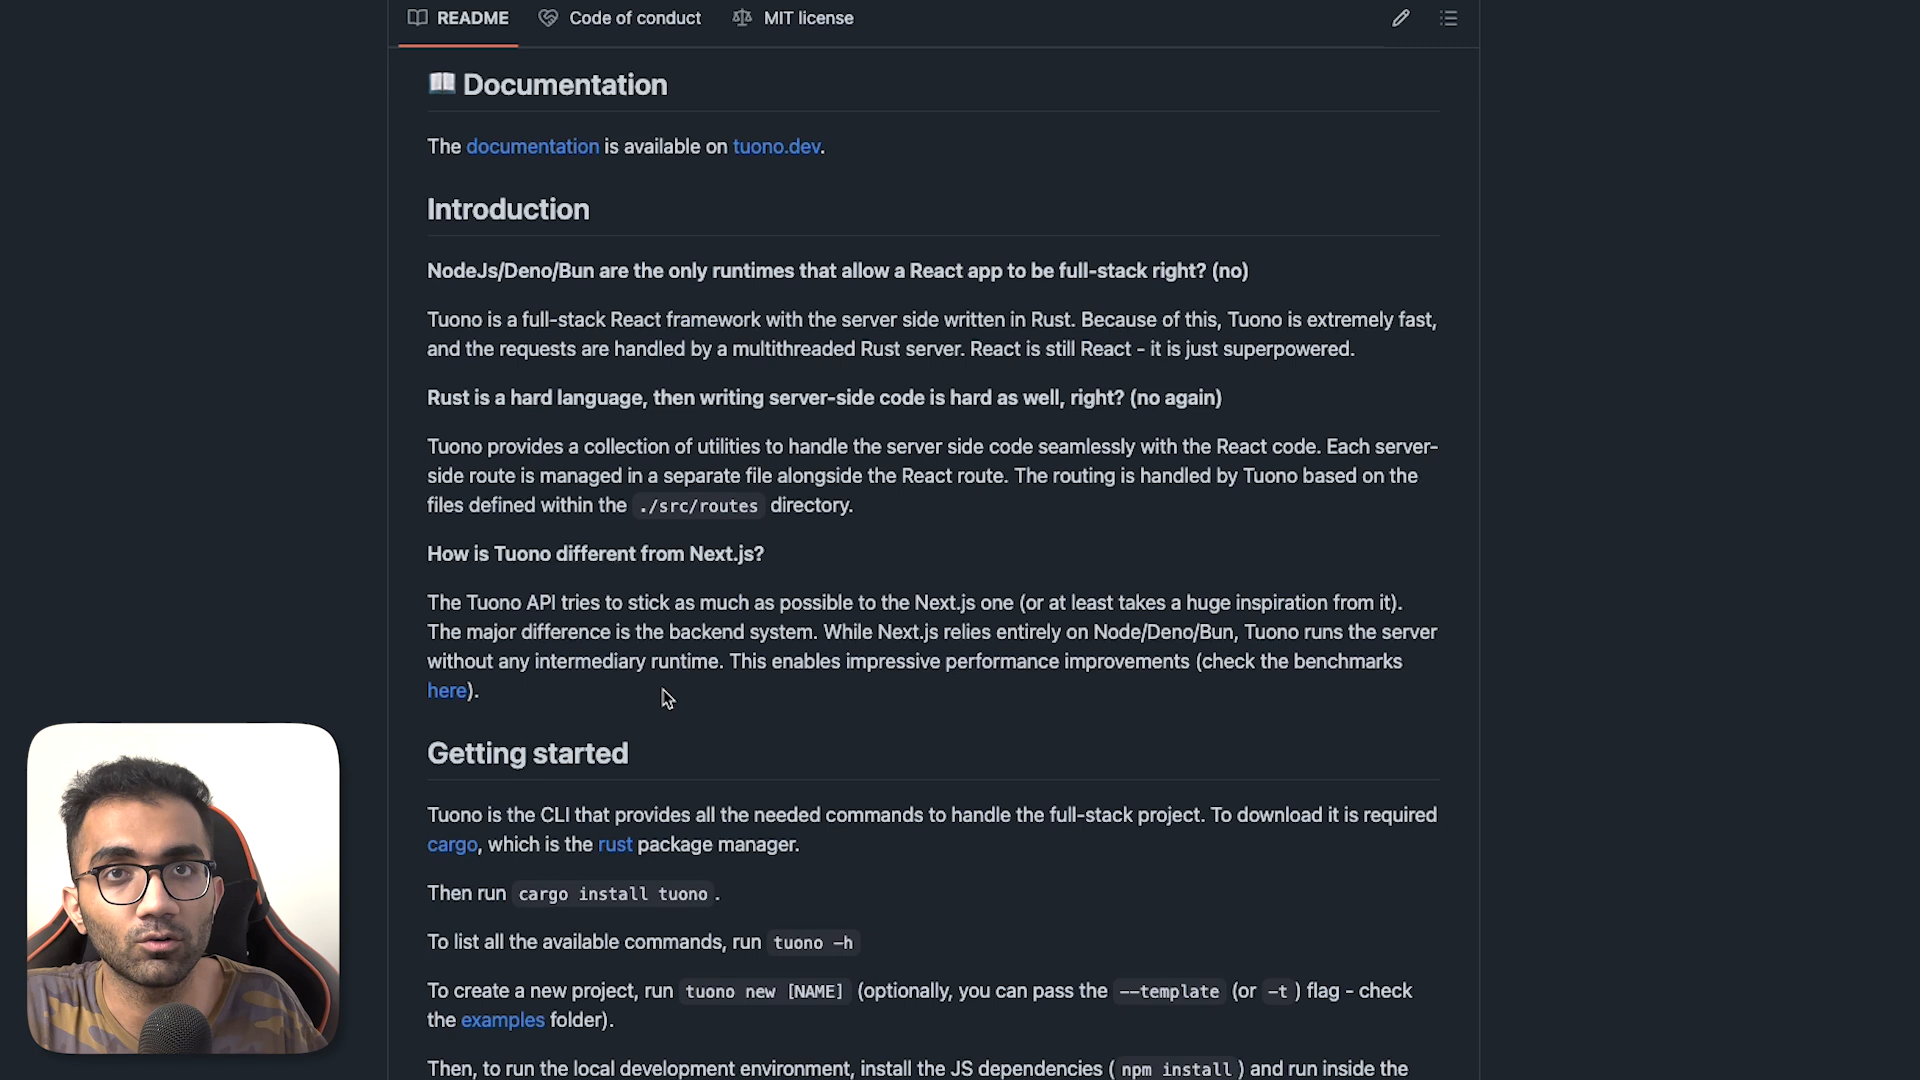 README Code of conduct MIT license
📖 Documentation
The documentation is available on tuono.dev.
Introduction
NodeJs/Deno/Bun are the only runtimes that allow a React app to be full-stack right? (no)
Tuono is a full-stack React framework with the server side written in Rust. Because of this, Tuono is extremely fast,
and the requests are handled by a multithreaded Rust server. React is still React - it is just superpowered.
Rust is a hard language, then writing server-side code is hard as well, right? (no again)
Tuono provides a collection of utilities to handle the server side code seamlessly with the React code. Each server-
side route is managed in a separate file alongside the React route. The routing is handled by Tuono based on the
files defined within the ./src/routes directory.
How is Tuono different from Next.js?
The Tuono API tries to stick as much as possible to the Next.js one (or at least takes a huge inspiration from it).
The major difference is the backend system. While Next.js relies entirely on Node/Deno/Bun, Tuono runs the server
without any intermediary runtime. This enables impressive performance improvements (check the benchmarks
here).
Getting started
Tuono is the CLI that provides all the needed commands to handle the full-stack project. To download it is required
cargo, which is the rust package manager.
Then run cargo install tuono.
To list all the available commands, run tuono -h
To create a new project, run tuono new [NAME] (optionally, you can pass the --template (or -t) flag - check
the examples folder).
Then, to run the local development environment, install the JS dependencies (npm install) and run inside the